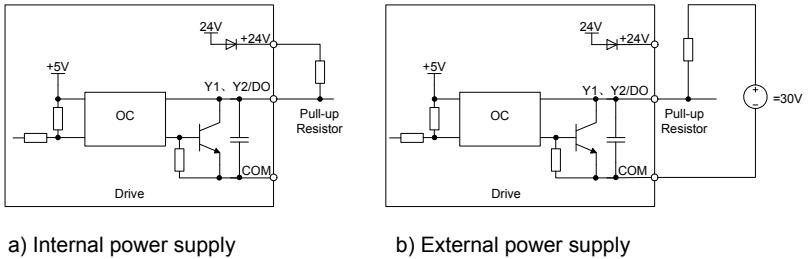 24V
+24V
+5V
Y1、Y2/DO
OC
Pull-up
Resistor
COM
Drive
a) Internal power supply
24V
+24V
+5V
Y1、Y2/DO
OC
Pull-up
Resistor
+
−
=30V
COM
Drive
b) External power supply